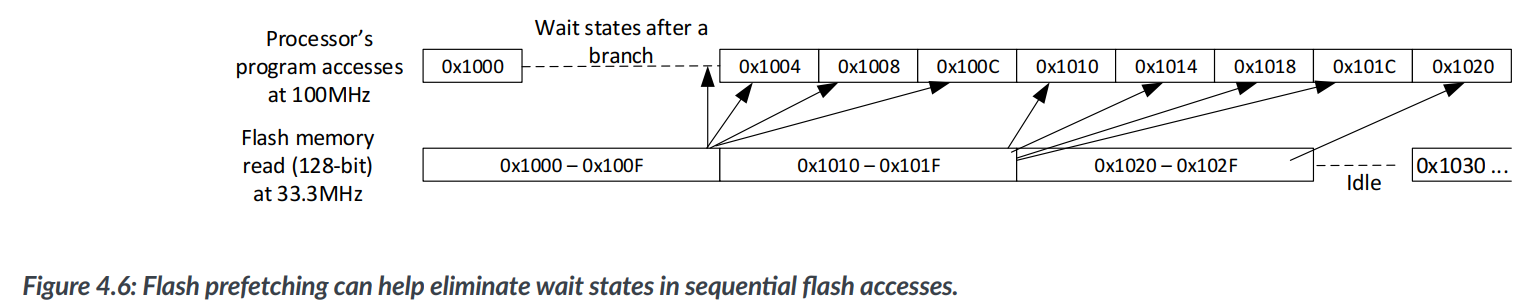 Processor's
program accesses
at 100MHz
Wait states after a
branch
0x1000
0x1004
0x1008
0x100C
0x1010
0x1014
0x1018
0x101C
0x1020
Flash memory
read (128-bit)
at 33.3MHz
0x1000 – 0x100F
0x1010 – 0x101F
0x1020 – 0x102F
Idle
0x1030 ...
Figure 4.6: Flash prefetching can help eliminate wait states in sequential flash accesses.